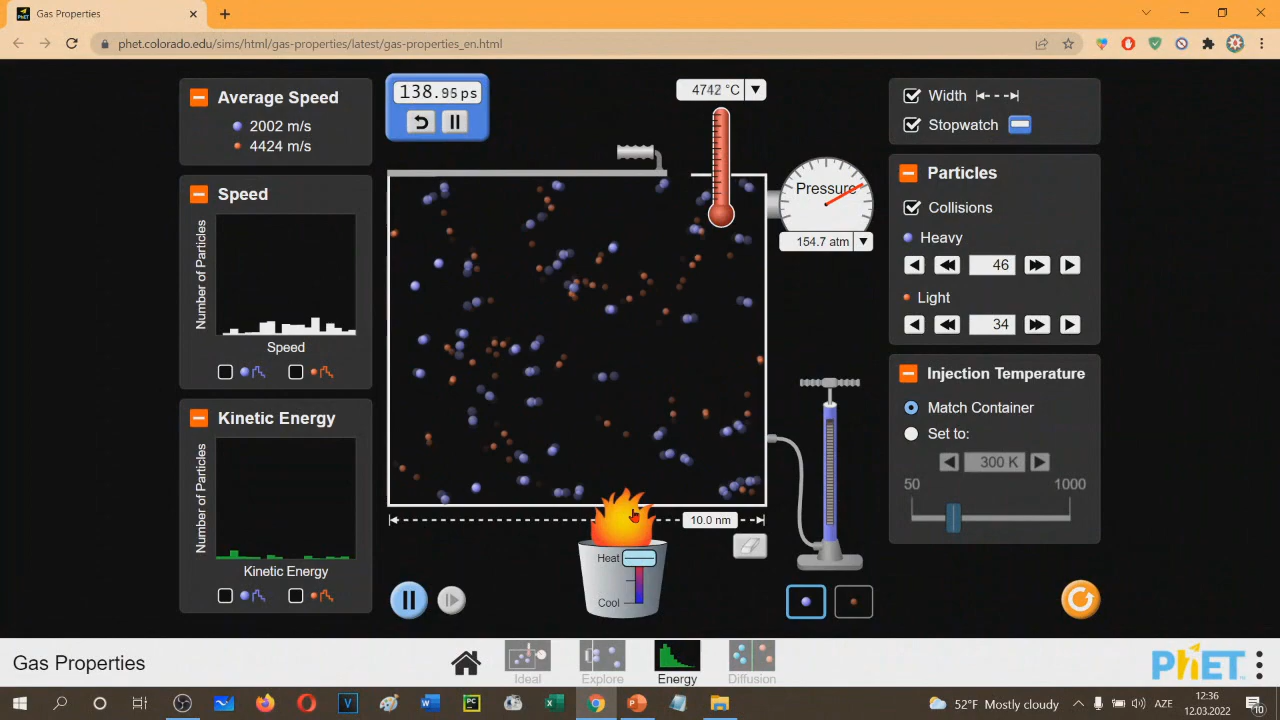 Gas Properties
phet.colorado.edu/sims/html/gas-properties/latest/gas-properties_en.html
Average Speed
2002 m/s
4424 m/s
Speed
Number of Particles
Speed
Kinetic Energy
Number of Particles
Kinetic Energy
138.95 ps
4742 °C
Pressure
154.7 atm
10.0 nm
Heat
Cool
Width
Stopwatch
Particles
Collisions
Heavy
46
Light
34
Injection Temperature
Match Container
Set to:
300 K
50
1000
Gas Properties
Ideal
Explore
Energy
Diffusion
PhET
52°F Mostly cloudy
AZE
12:36
12.03.2022
10